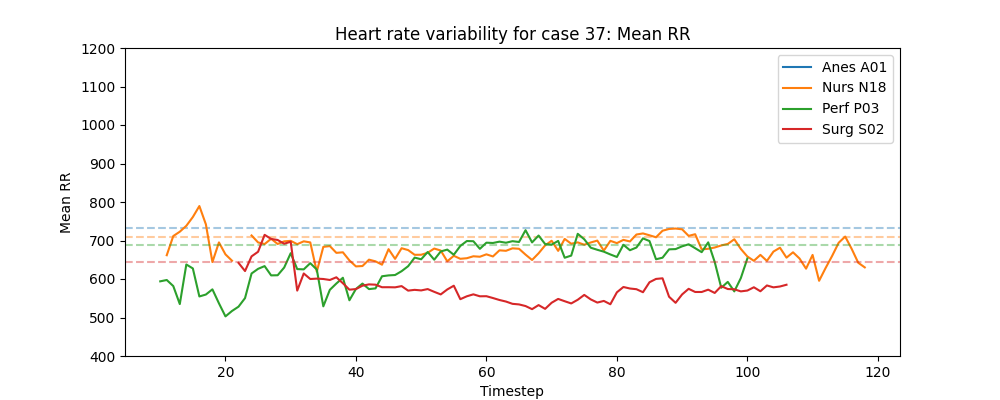 Heart rate variability for case 37: Mean RR
1200
1100
1000
900
800
700
600
500
400
Mean RR
Anes A01
Nurs N18
Perf P03
Surg S02
20
40
60
80
100
120
Timestep